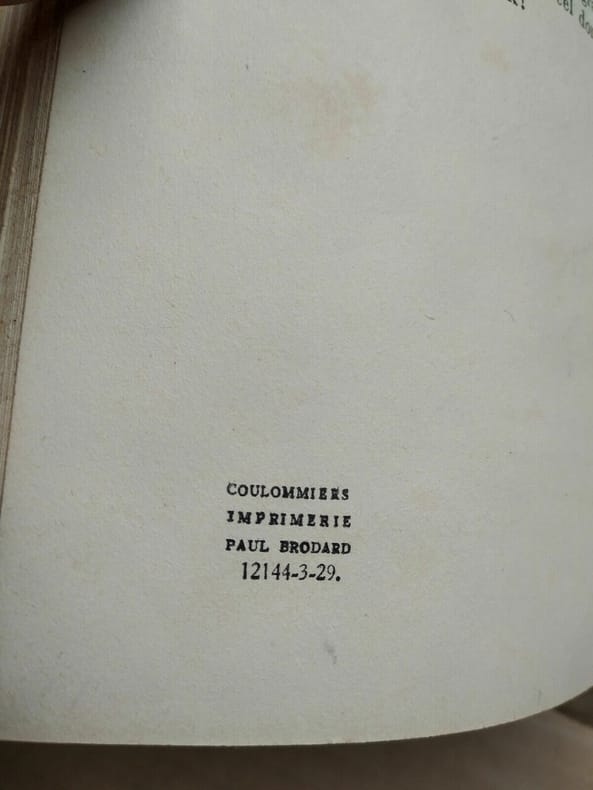 COULOMMIERS
IMPRIMERIE
PAUL BRODARD
12144-3-29.